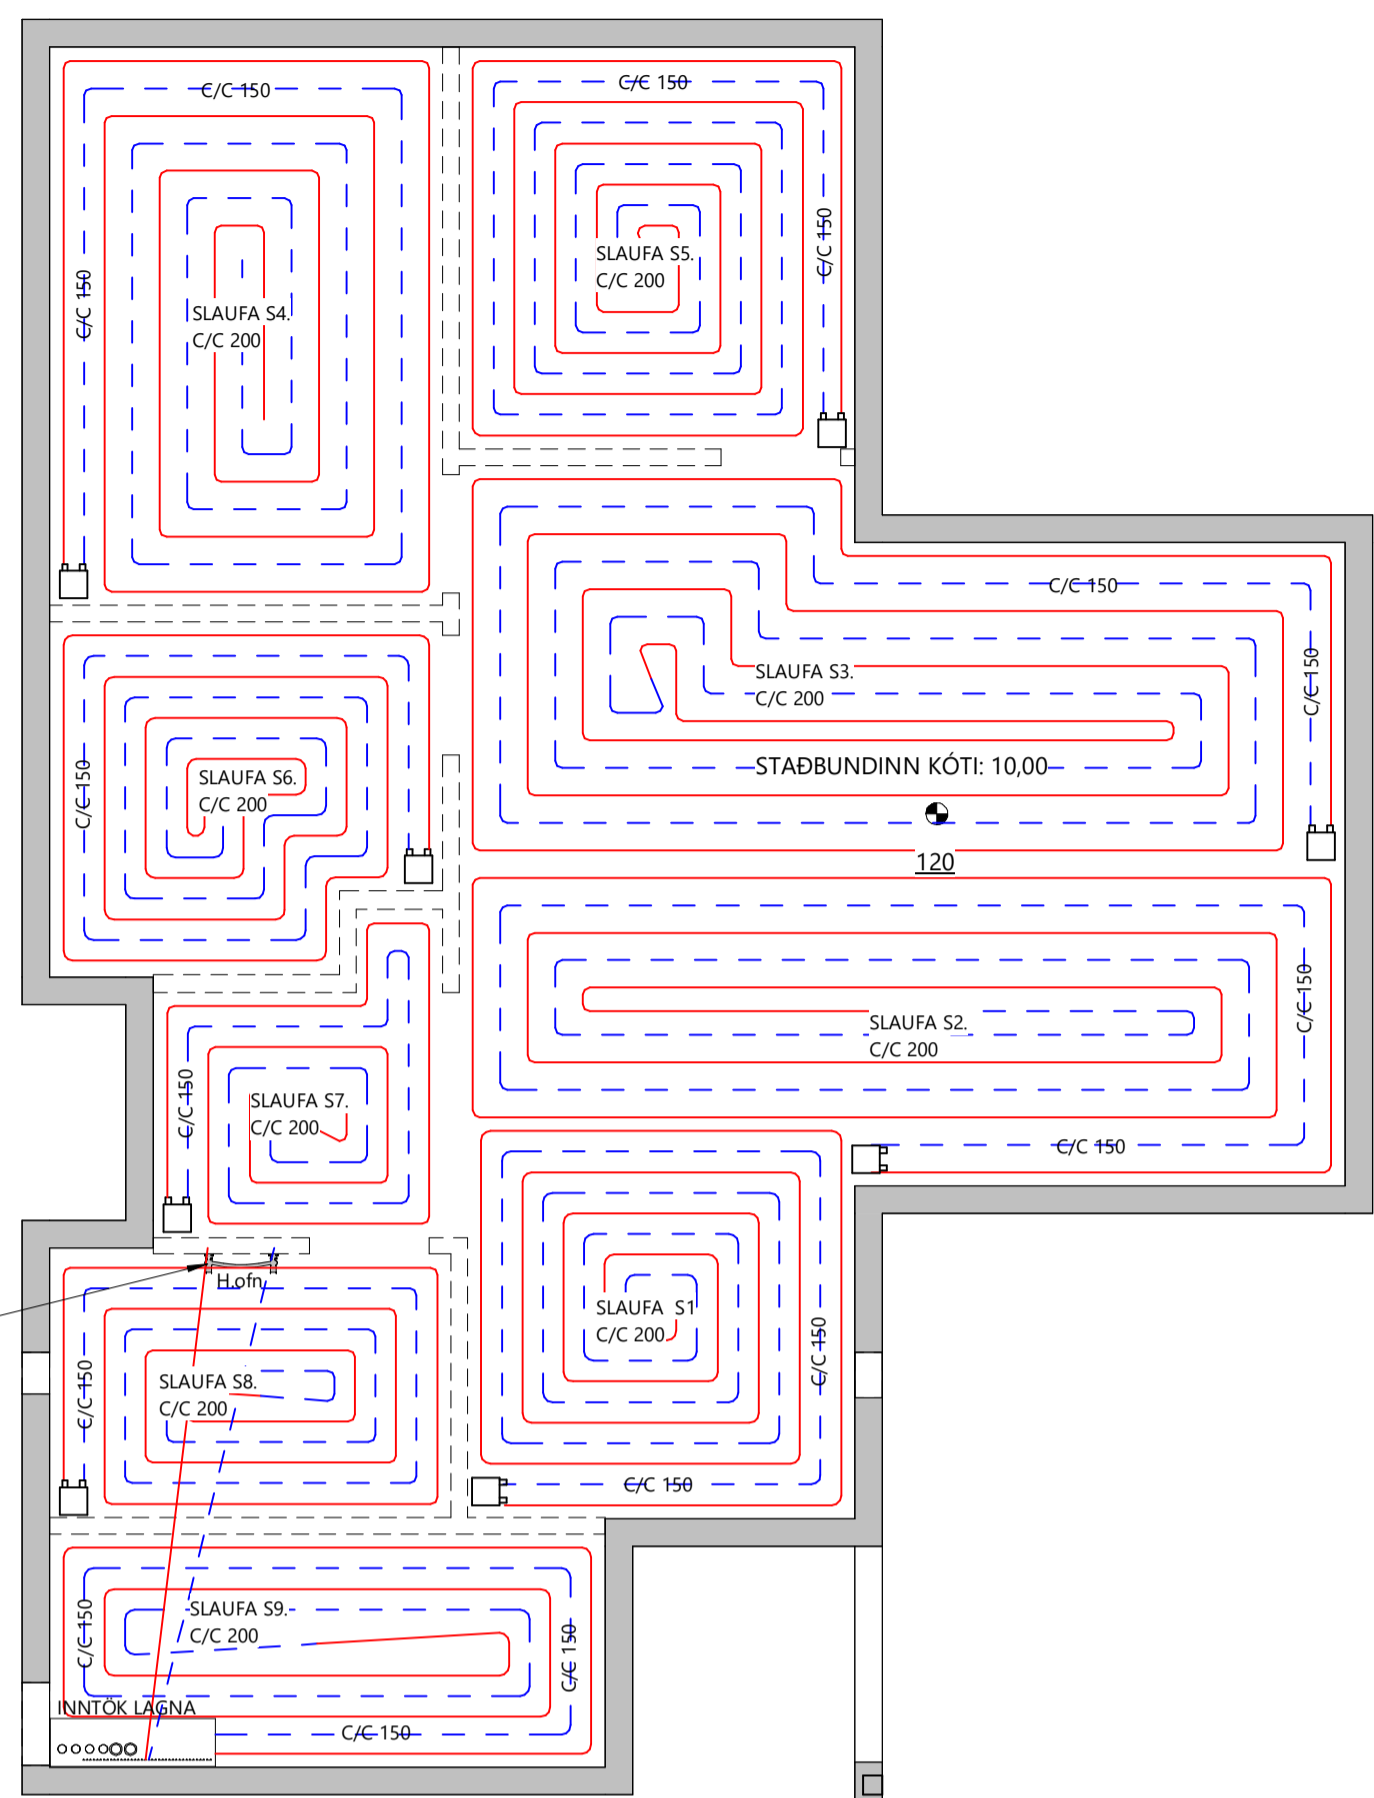 C/C 150
C/C 150
C/C 150
C/C 150
SLAUFA S5.
C/C 200
SLAUFA S4.
C/C 200
C/C 150
C/C 150
SLAUFA S3.
C/C 200
STAÐBUNDINN KÓTI: 10,00
C/C 150
SLAUFA S6.
C/C 200
120
C/C 150
SLAUFA S2.
C/C 200
C/C 150
SLAUFA S7.
C/C 200
C/C 150
H.ofn
SLAUFA S1
C/C 200
C/C 150
C/C 150
SLAUFA S8.
C/C 200
C/C 150
C/C 150
SLAUFA S9.
C/C 200
C/C 150
INNTÖK LAGNA
C/C 150